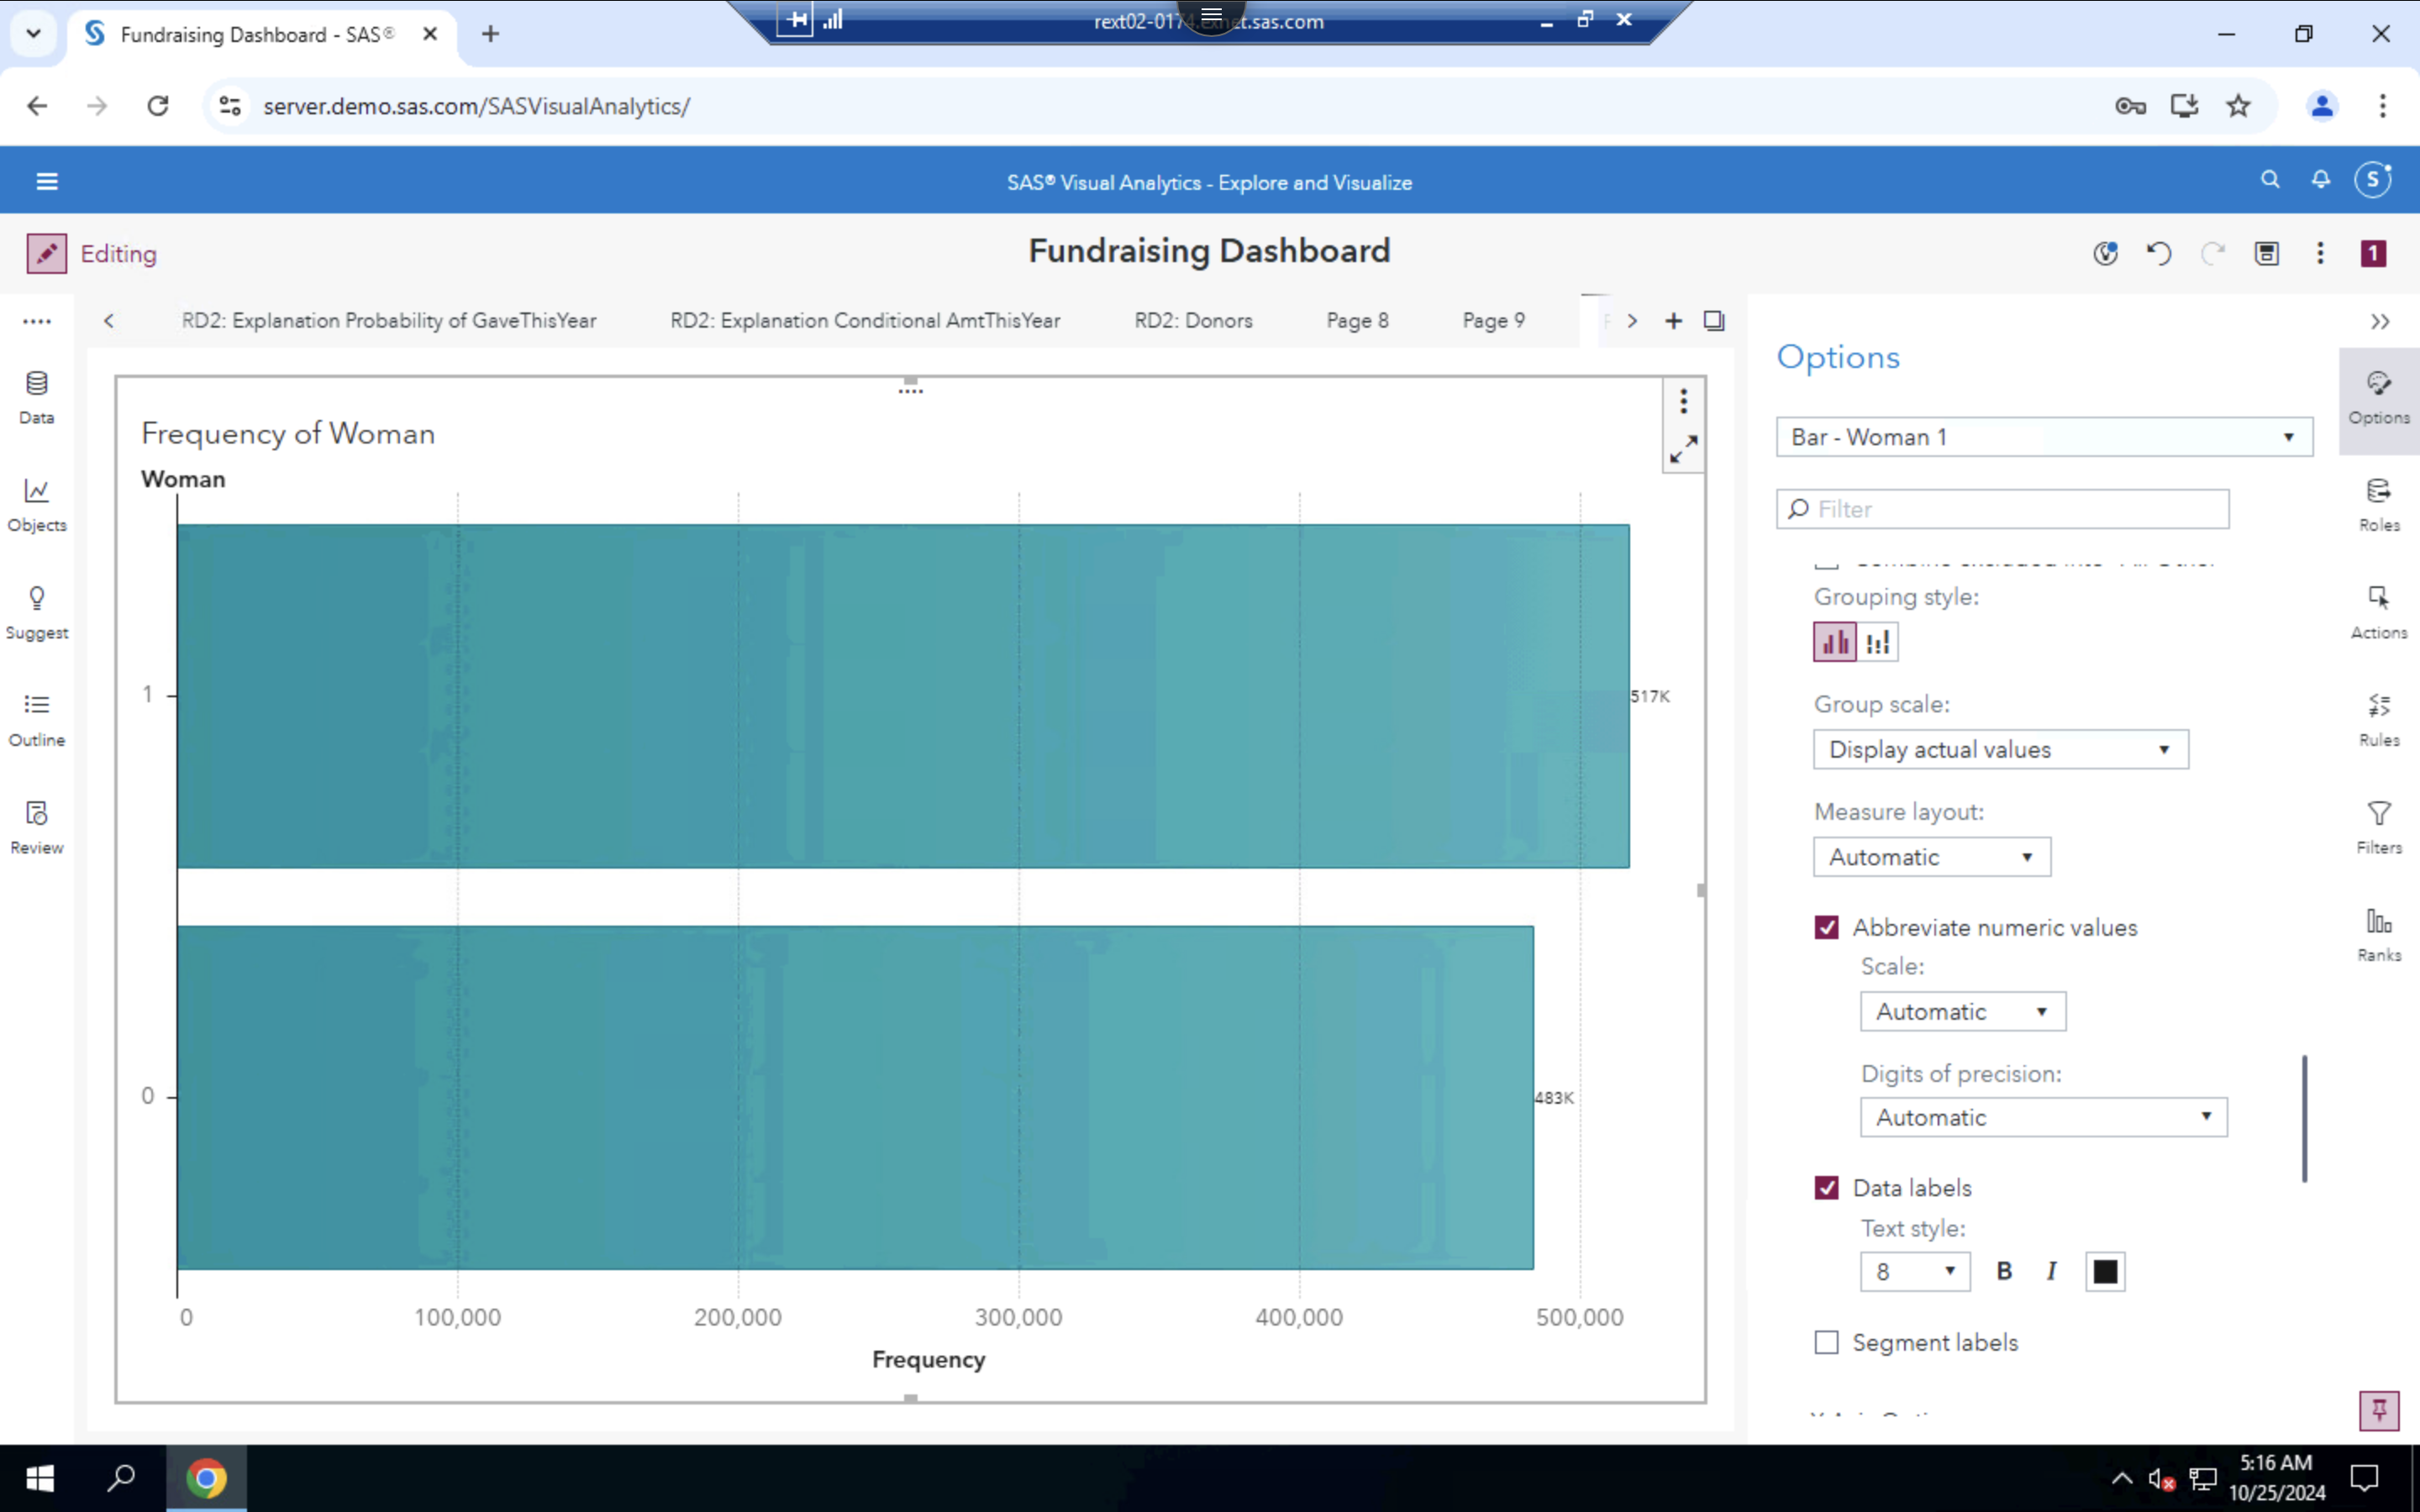 Fundraising Dashboard - SAS®
rext02-0174.exnet.sas.com
server.demo.sas.com/SASVisualAnalytics/
SAS® Visual Analytics - Explore and Visualize
S
Editing
Fundraising Dashboard
1
RD2: Explanation Probability of GaveThisYear
RD2: Explanation Conditional AmtThisYear
RD2: Donors
Page 8
Page 9
Data
Objects
Suggest
Outline
Review
Frequency of Woman
Woman
1
517K
0
483K
0
100,000
200,000
300,000
400,000
500,000
Frequency
Options
Bar - Woman 1
Filter
Grouping style:
Group scale:
Display actual values
Measure layout:
Automatic
Abbreviate numeric values
Scale:
Automatic
Digits of precision:
Automatic
Data labels
Text style:
8
B
I
Segment labels
Options
Roles
Actions
Rules
Filters
Ranks
5:16 AM
10/25/2024